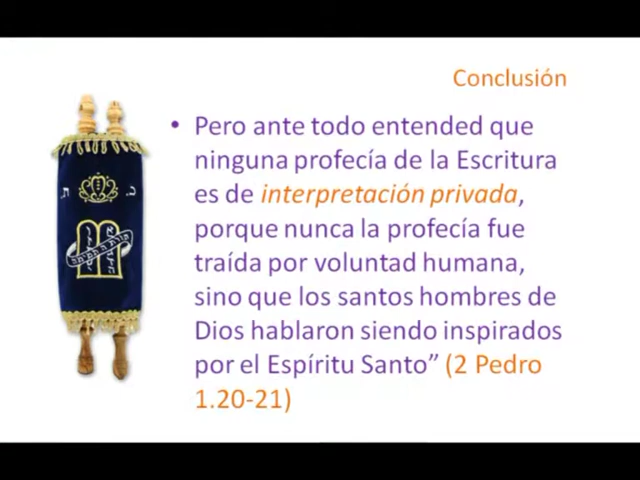 Conclusión
• Pero ante todo entended que
ninguna profecía de la Escritura
es de interpretación privada,
porque nunca la profecía fue
traída por voluntad humana,
sino que los santos hombres de
Dios hablaron siendo inspirados
por el Espíritu Santo” (2 Pedro
1.20-21)